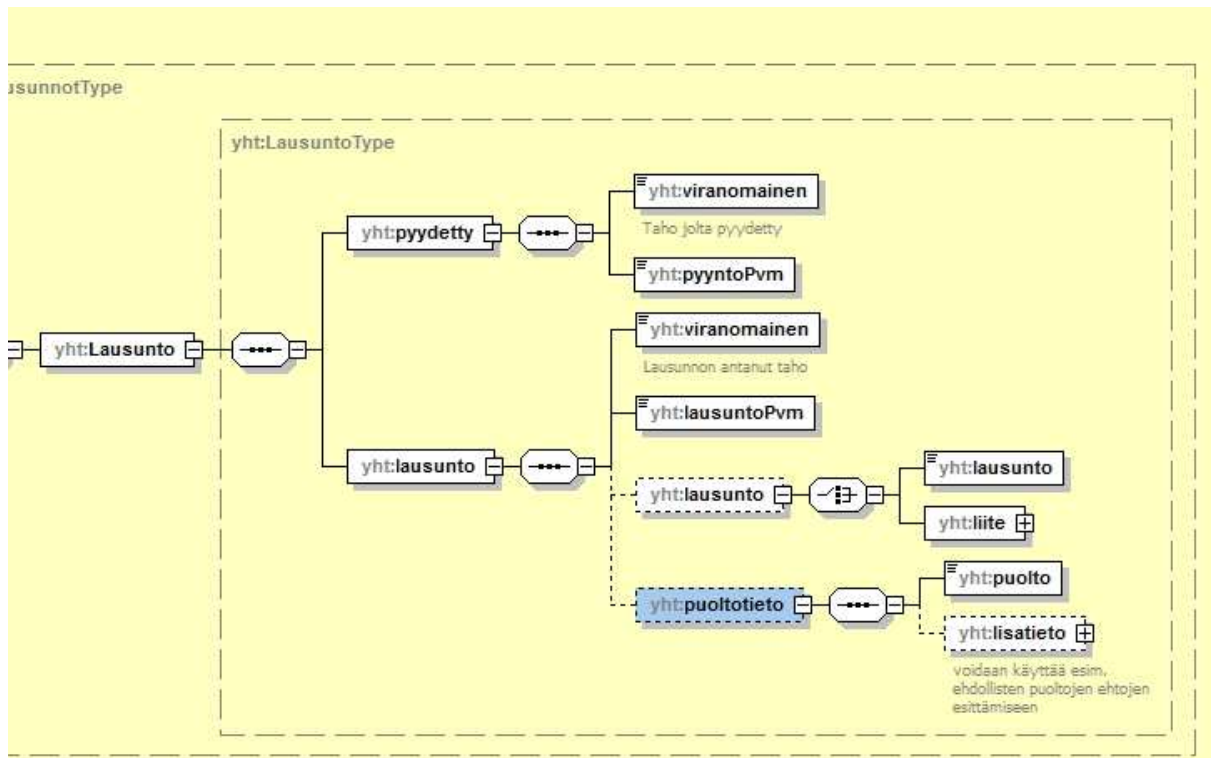 usunnotType
yht:LausuntoType
yht:viranomainen
Taho jolta pyydetty
yht:pyydetty
yht:pyyntoPvm
yht:viranomainen
yht:Lausunto
Lausunnon antanut taho
yht:lausuntoPvm
yht:lausunto
yht:lausunto
yht:lausunto
yht:liite
yht:puolto
yht:puoltotieto
yht:lisatieto
voidaan käyttää esim.
ehdollisten puoltojen ehtojen
esittämiseen